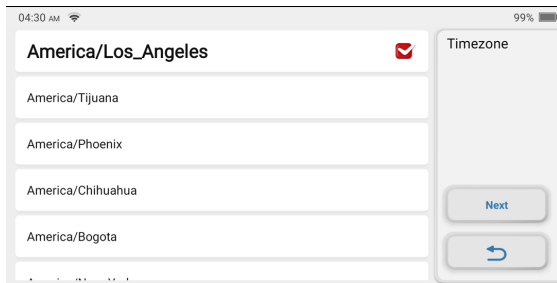 04:30 AM
99%
America/Los_Angeles
Timezone
America/Tijuana
America/Phoenix
America/Chihuahua
Next
America/Bogota